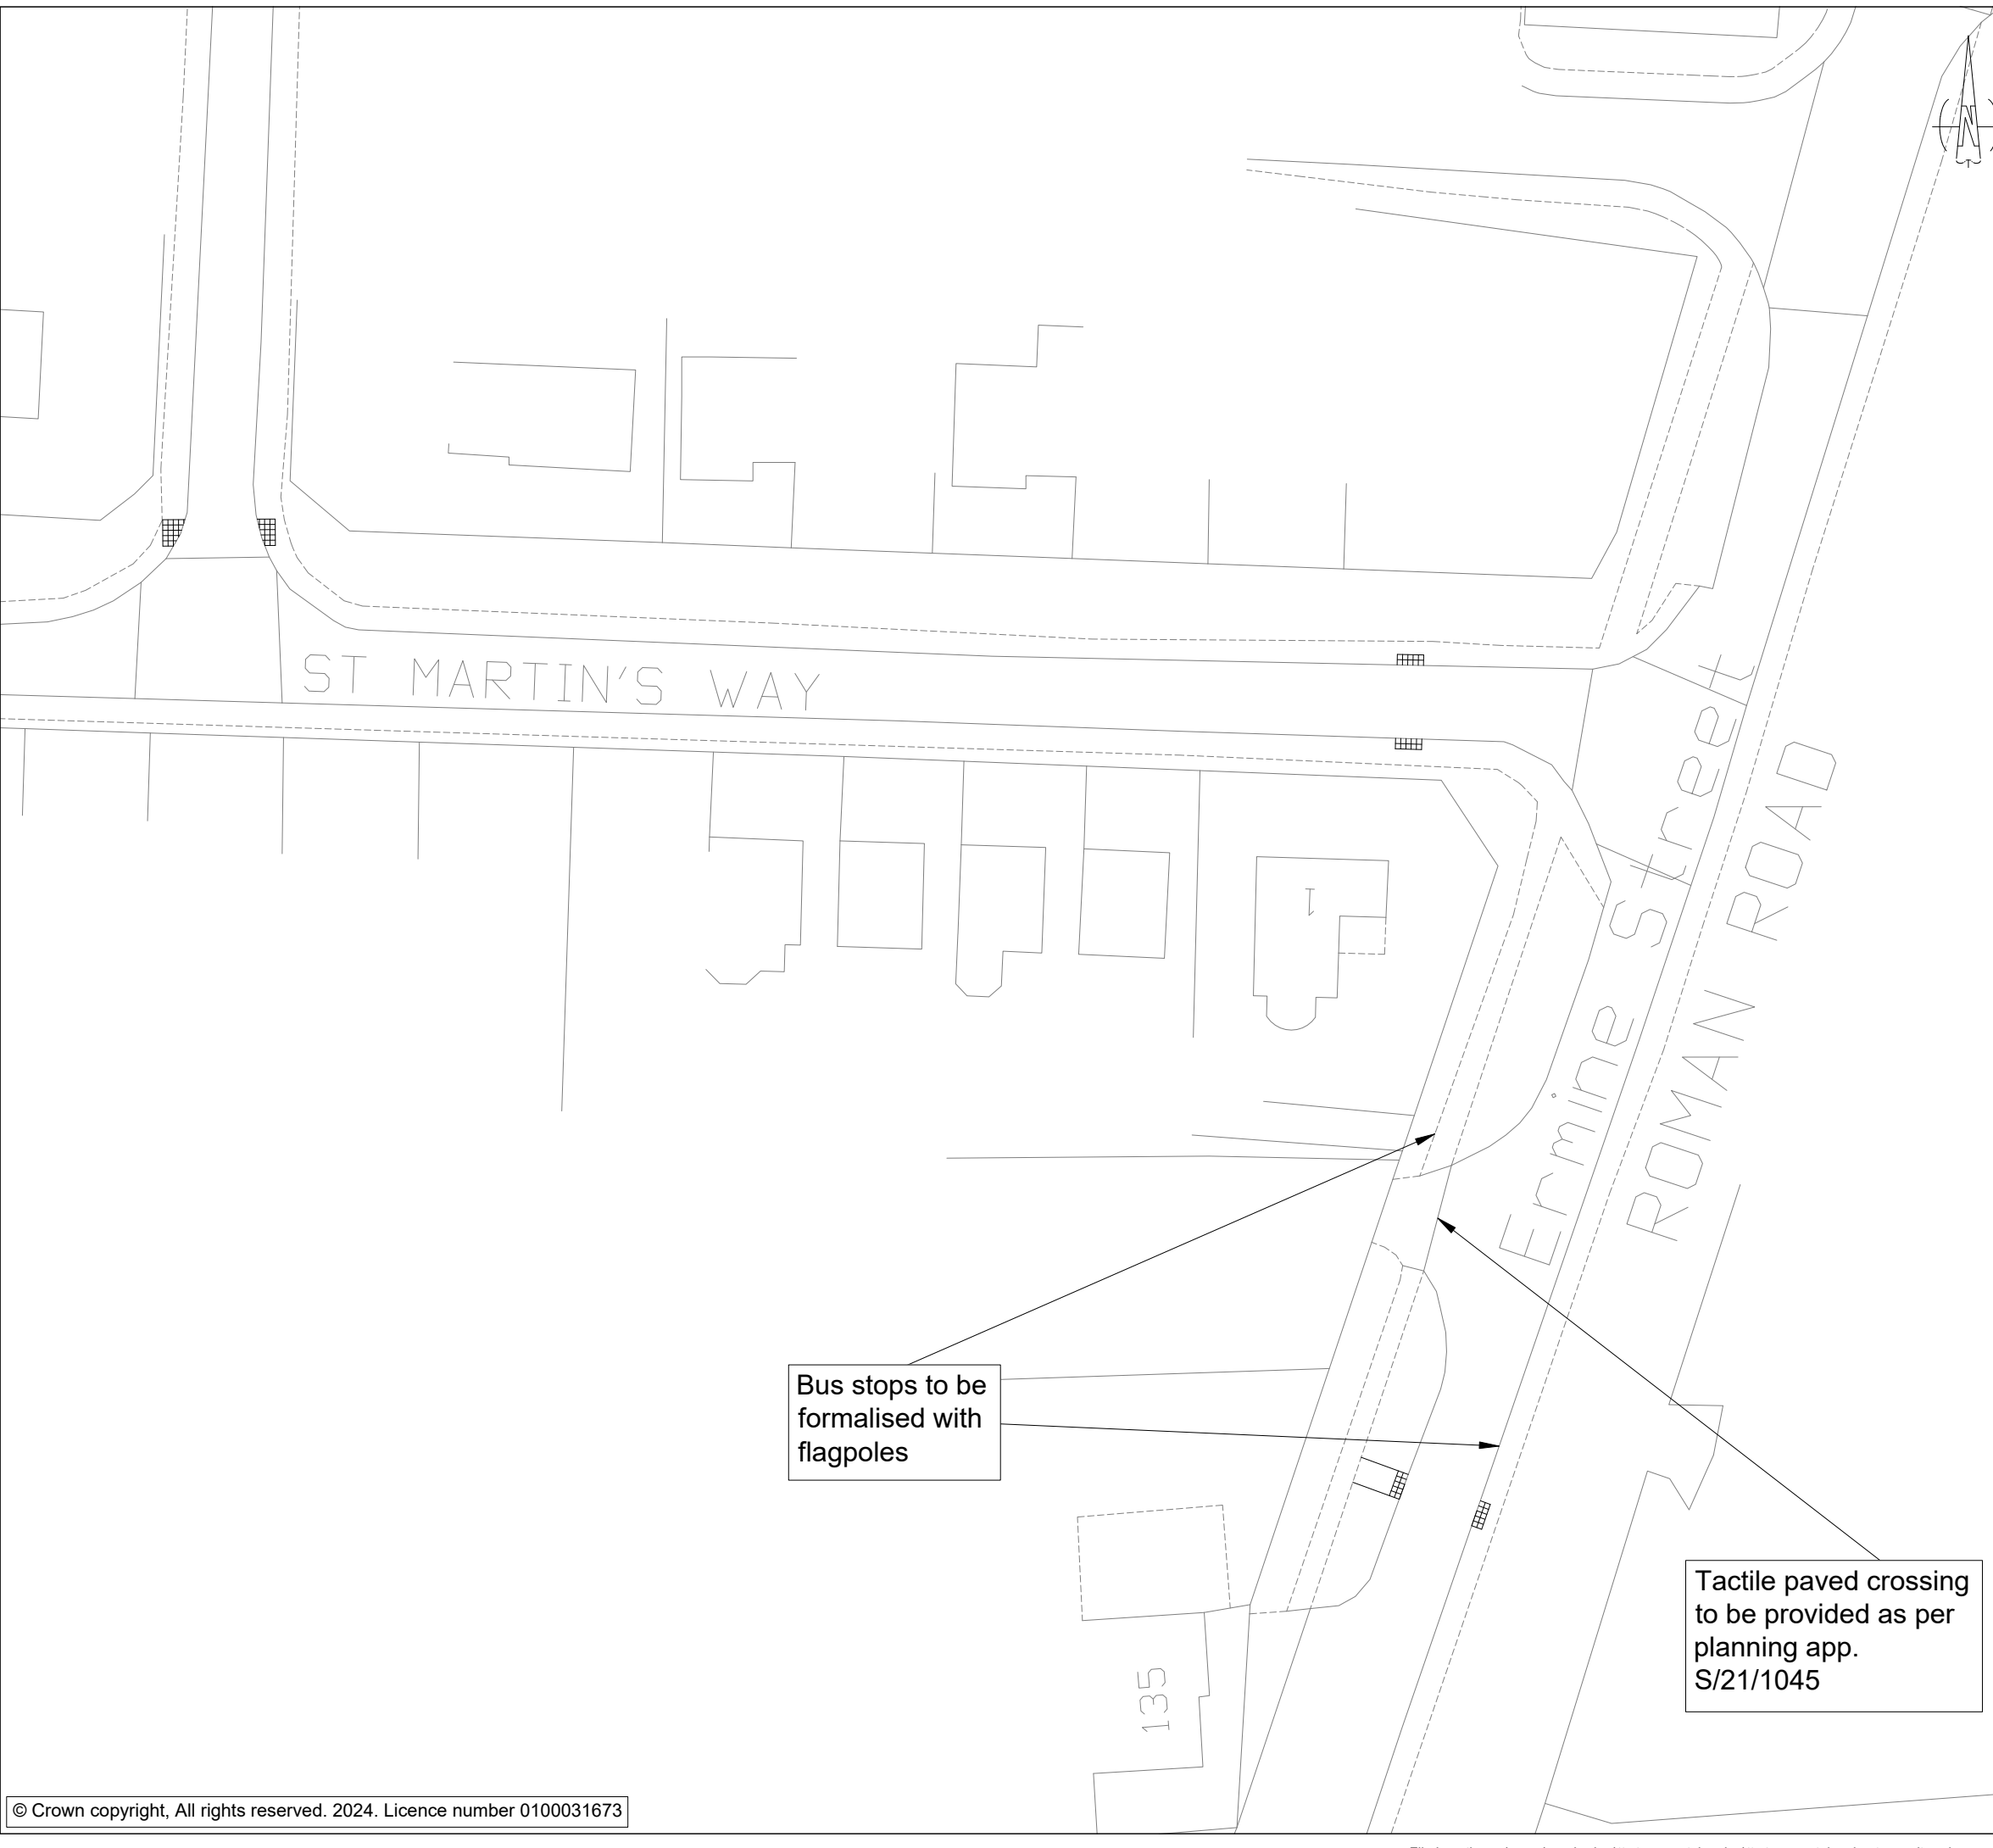 N
ST MARTIN'S WAY
Ermine Street
ROMAN ROAD
1
Bus stops to be
formalised with
flagpoles
Tactile paved crossing
to be provided as per
planning app.
S/21/1045
135
© Crown copyright, All rights reserved. 2024. Licence number 0100031673